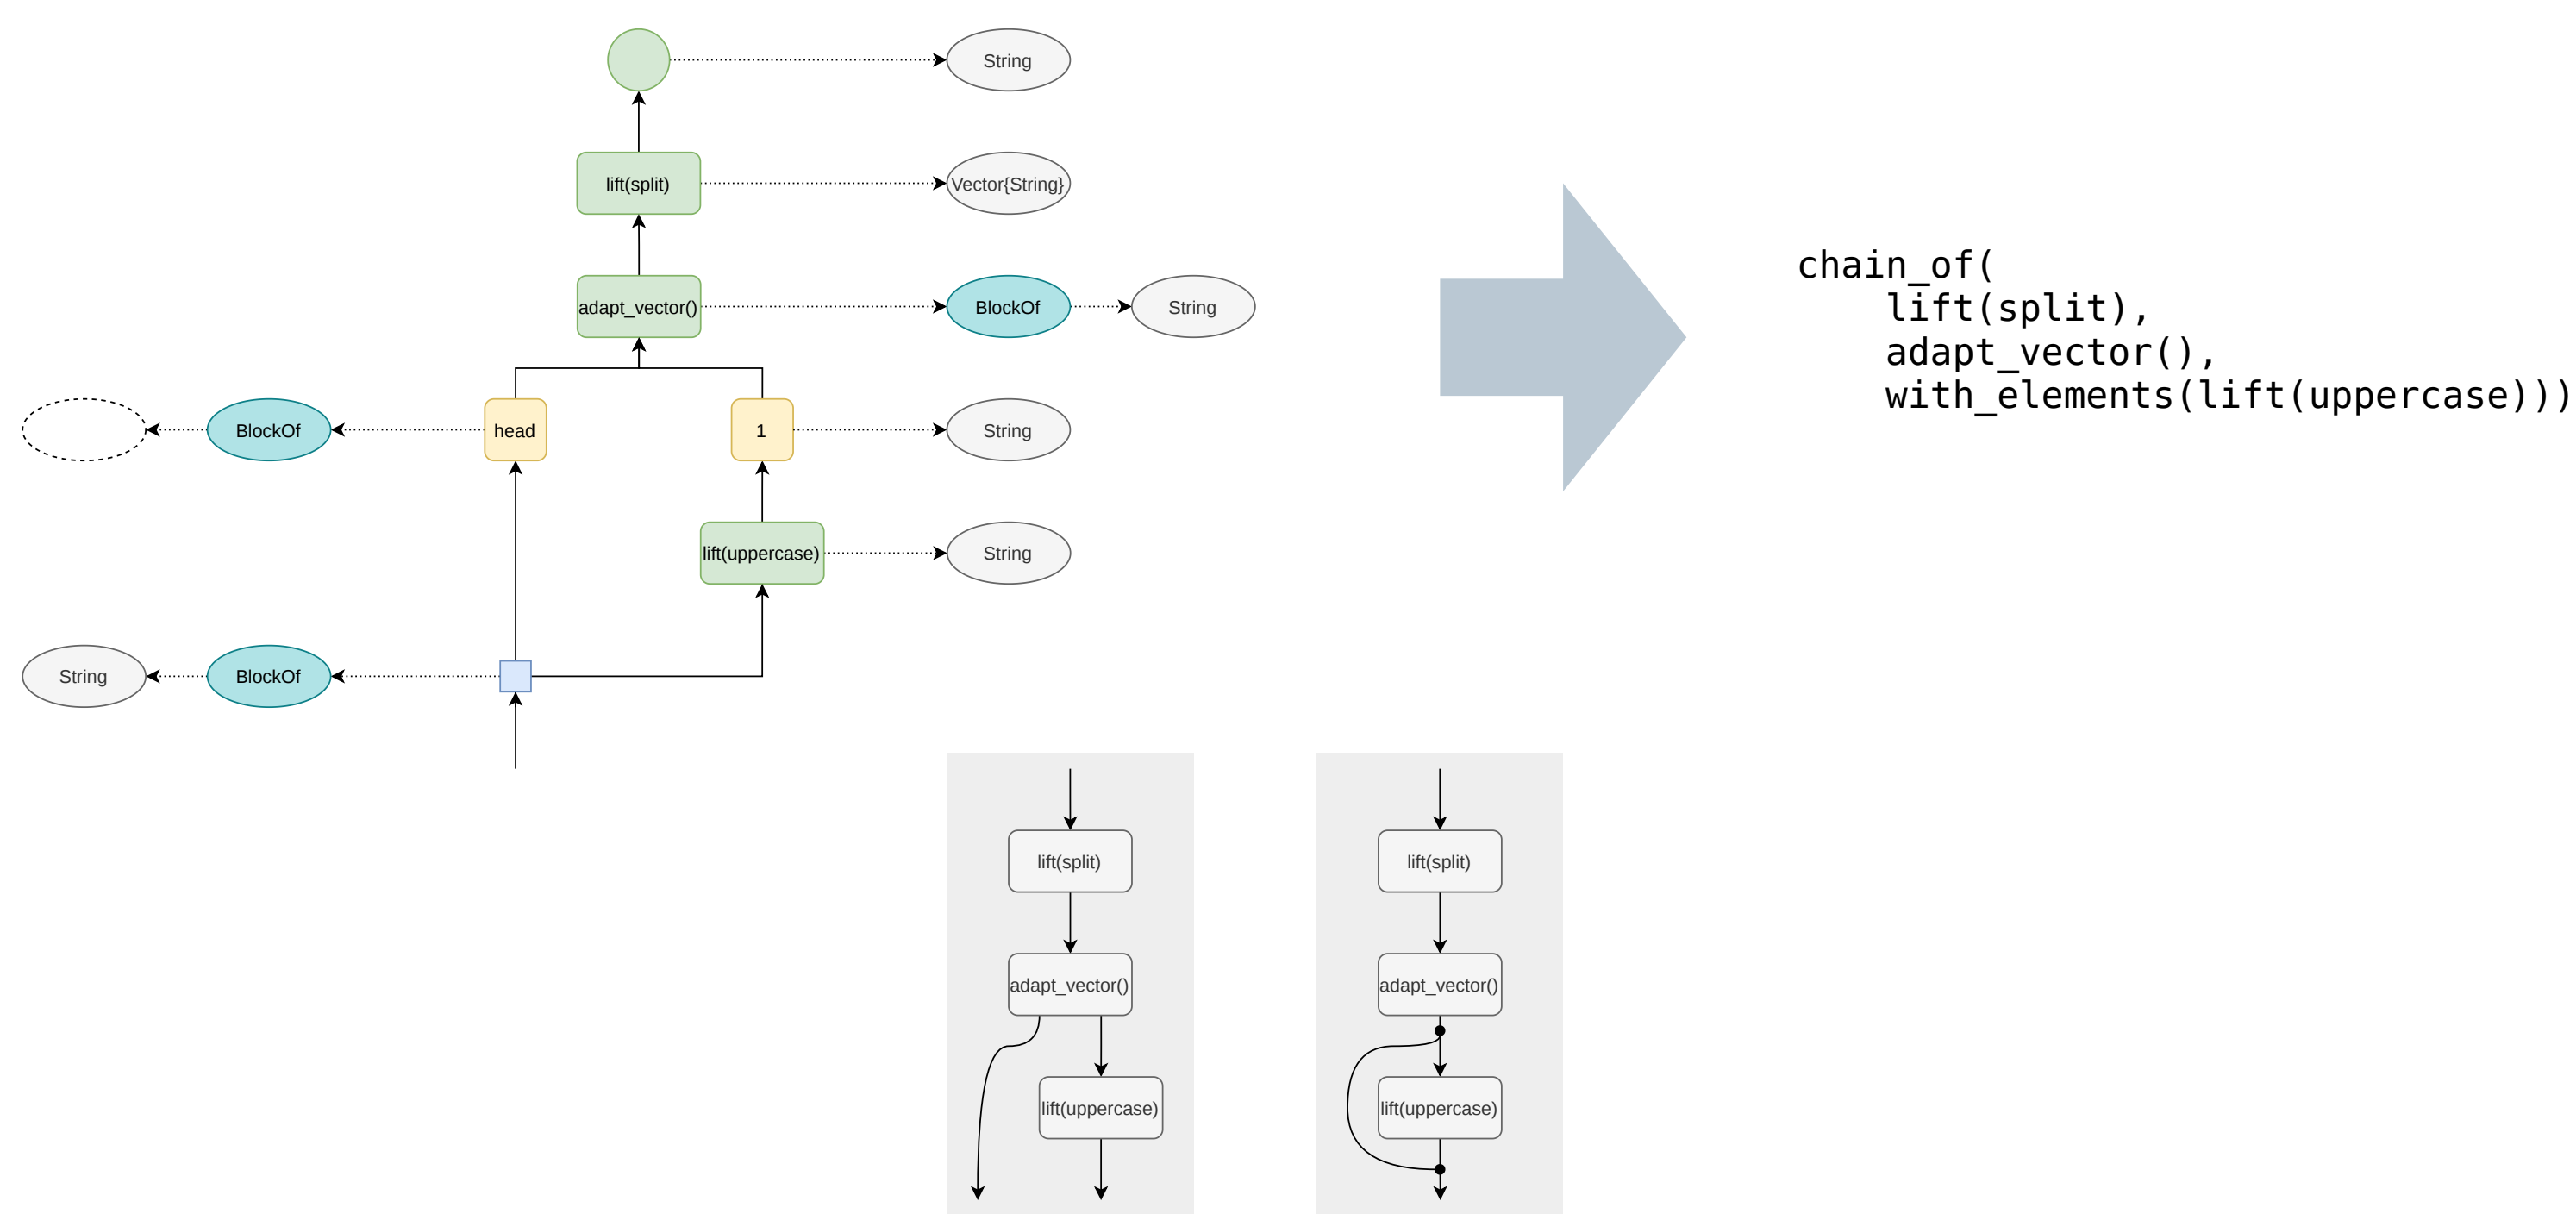 String
lift(split)
Vector{String}
adapt_vector()
BlockOf
String
BlockOf
head
1
String
lift(uppercase)
String
String
BlockOf
chain_of(
    lift(split),
    adapt_vector(),
    with_elements(lift(uppercase)))
lift(split)
adapt_vector()
lift(uppercase)
lift(split)
adapt_vector()
lift(uppercase)